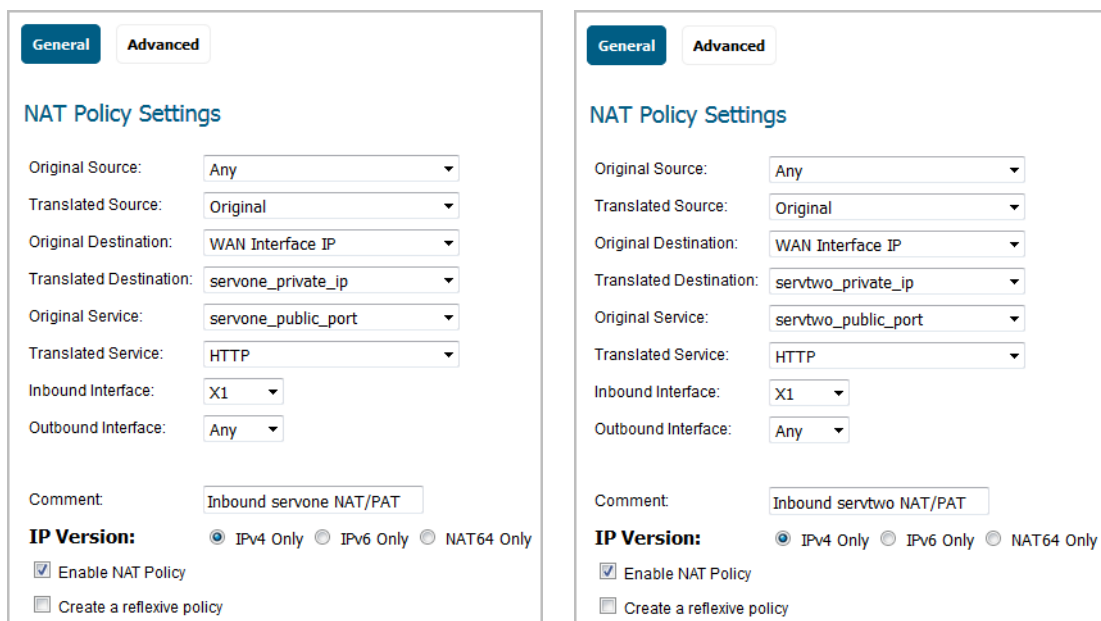 General Advanced
NAT Policy Settings
Original Source: Any
Translated Source: Original
Original Destination: WAN Interface IP
Translated Destination: servone_private_ip
Original Service: servone_public_port
Translated Service: HTTP
Inbound Interface: X1
Outbound Interface: Any
Comment: Inbound servone NAT/PAT
IP Version: IPv4 Only IPv6 Only NAT64 Only
Enable NAT Policy
Create a reflexive policy
General Advanced
NAT Policy Settings
Original Source: Any
Translated Source: Original
Original Destination: WAN Interface IP
Translated Destination: servtwo_private_ip
Original Service: servtwo_public_port
Translated Service: HTTP
Inbound Interface: X1
Outbound Interface: Any
Comment: Inbound servtwo NAT/PAT
IP Version: IPv4 Only IPv6 Only NAT64 Only
Enable NAT Policy
Create a reflexive policy